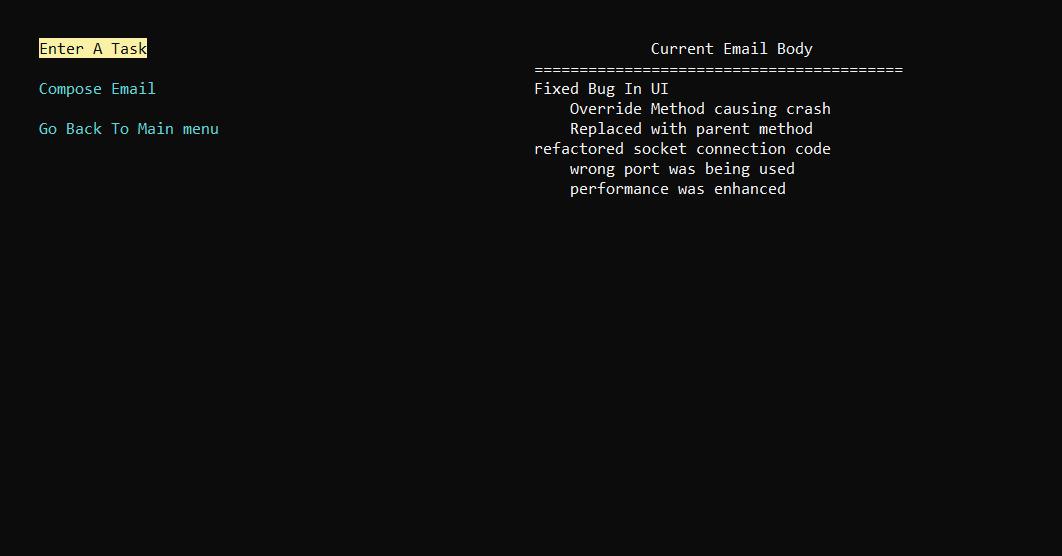 Enter A Task
Compose Email
Go Back To Main menu
Current Email Body
=========================================
Fixed Bug In UI
    Override Method causing crash
    Replaced with parent method
refactored socket connection code
    wrong port was being used
    performance was enhanced